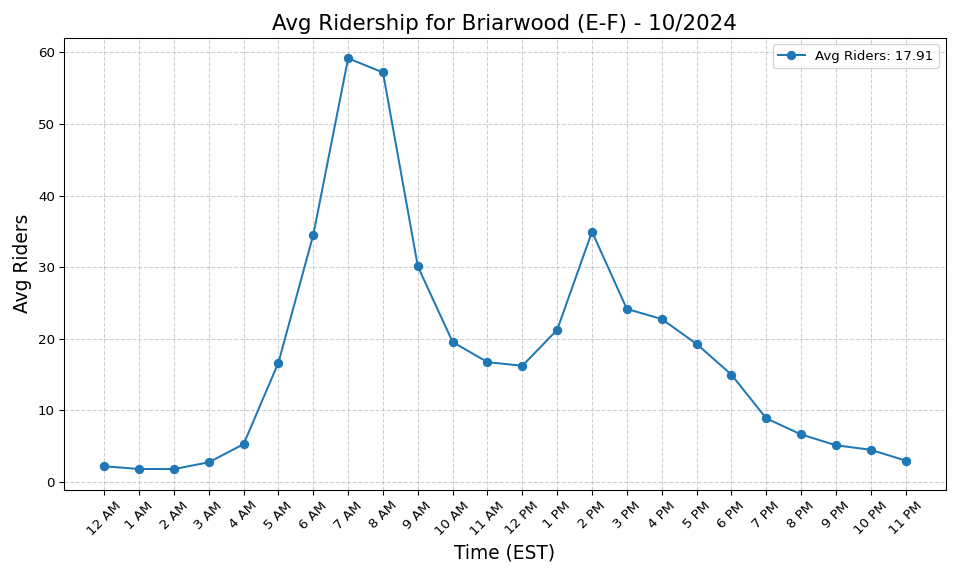 Avg Ridership for Briarwood (E-F) - 10/2024
Avg Riders: 17.91
60
50
40
30
20
10
0
Avg Riders
12 AM
1 AM
2 AM
3 AM
4 AM
5 AM
6 AM
7 AM
8 AM
9 AM
10 AM
11 AM
12 PM
1 PM
2 PM
3 PM
4 PM
5 PM
6 PM
7 PM
8 PM
9 PM
10 PM
11 PM
Time (EST)